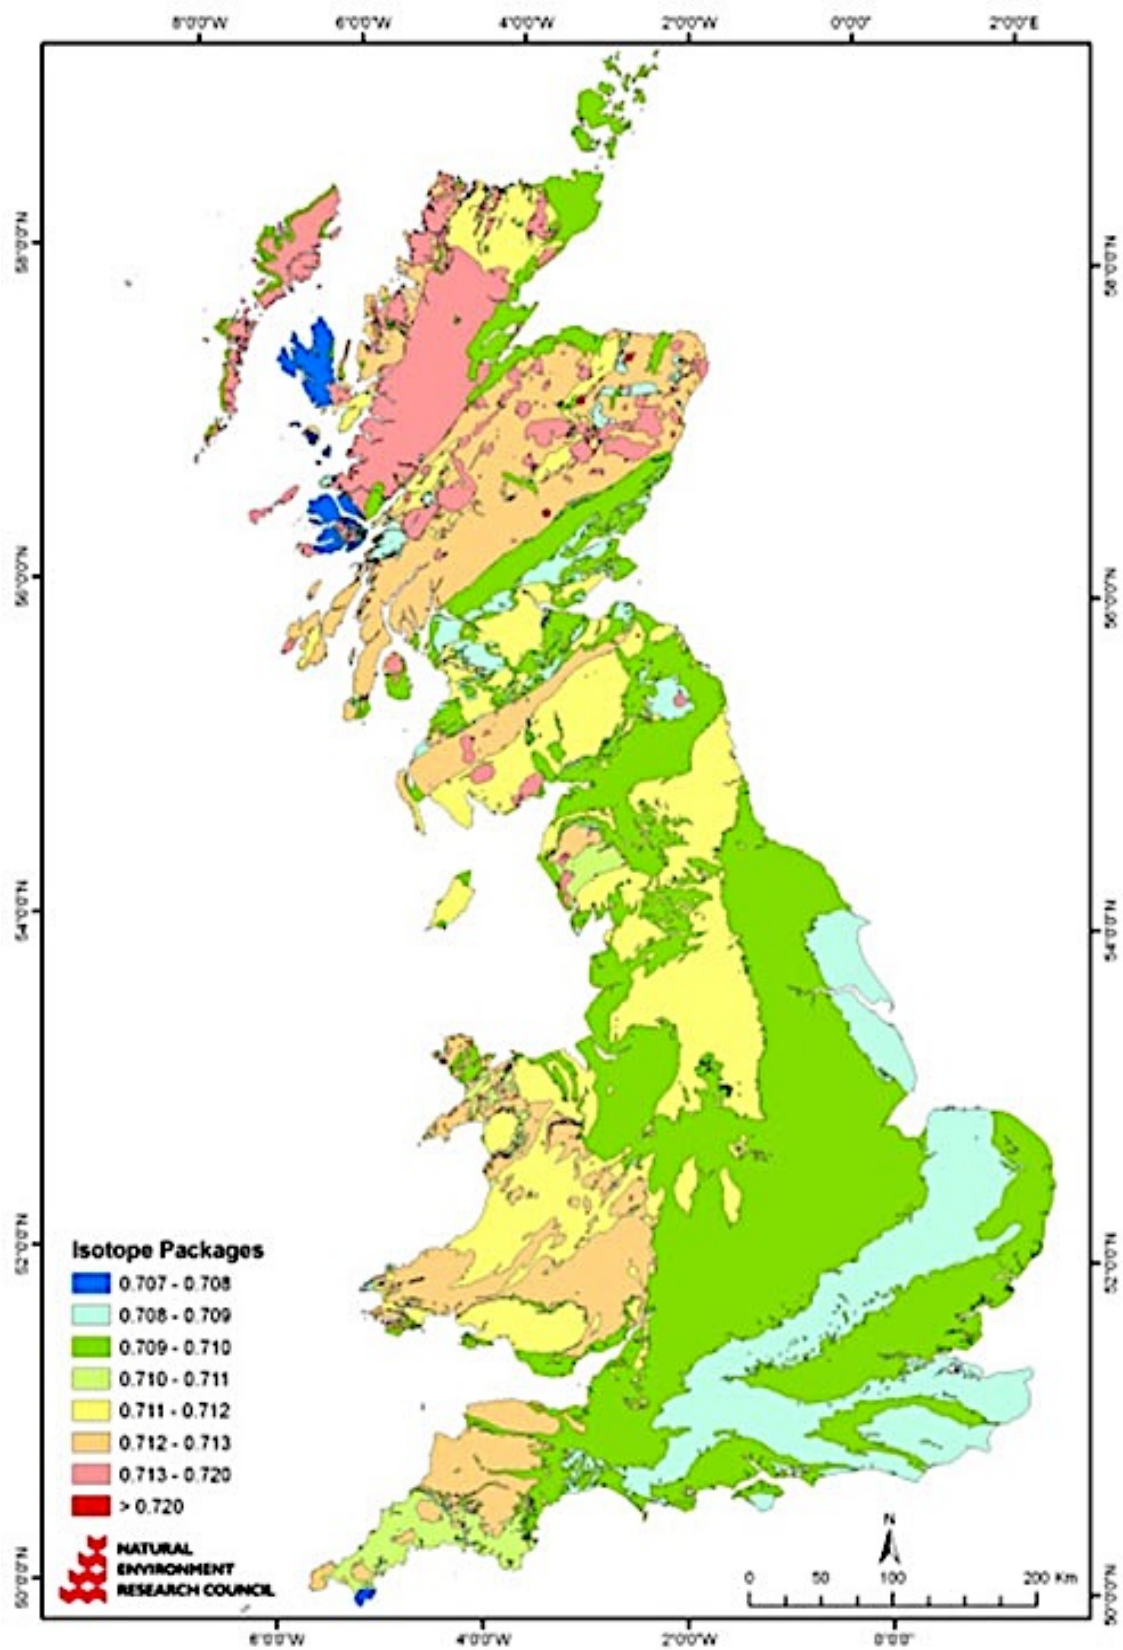 8°0'0"W 6°0'0"W 4°0'0"W 2°0'0"W 0°0'0" 2°0'0"E
58°0'0"N
58°0'0"N
56°0'0"N
56°0'0"N
54°0'0"N
54°0'0"N
52°0'0"N
52°0'0"N
Isotope Packages
0.707 - 0.708
0.708 - 0.709
0.709 - 0.710
0.710 - 0.711
0.711 - 0.712
0.712 - 0.713
0.713 - 0.720
> 0.720
NATURAL
ENVIRONMENT
RESEARCH COUNCIL
N
0 50 100 200 Km
50°0'0"N
50°0'0"N
6°0'0"W 4°0'0"W 2°0'0"W 0°0'0"